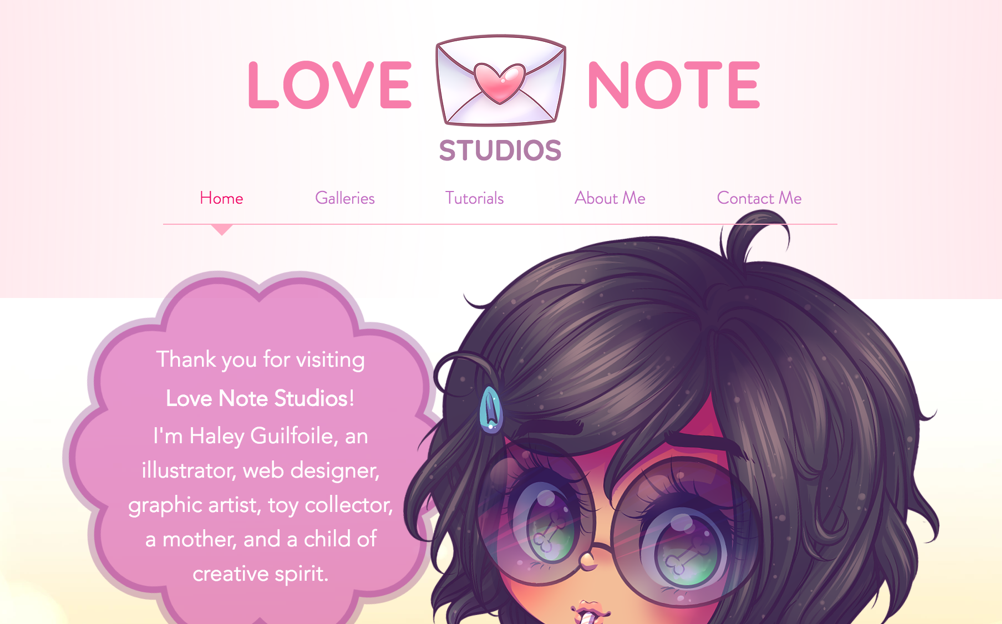 LOVE NOTE
STUDIOS
Home Galleries Tutorials About Me Contact Me
Thank you for visiting
Love Note Studios!
I'm Haley Guilfoile, an
illustrator, web designer,
graphic artist, toy collector,
a mother, and a child of
creative spirit.